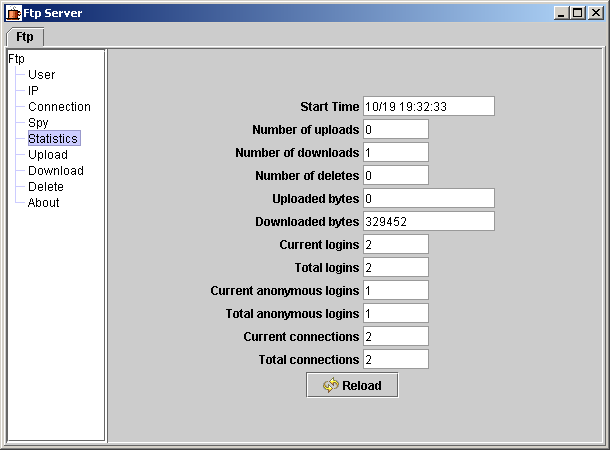 Ftp Server
Ftp
Ftp
User
IP
Connection
Spy
Statistics
Upload
Download
Delete
About
Start Time 10/19 19:32:33
Number of uploads 0
Number of downloads 1
Number of deletes 0
Uploaded bytes 0
Downloaded bytes 329452
Current logins 2
Total logins 2
Current anonymous logins 1
Total anonymous logins 1
Current connections 2
Total connections 2
Reload